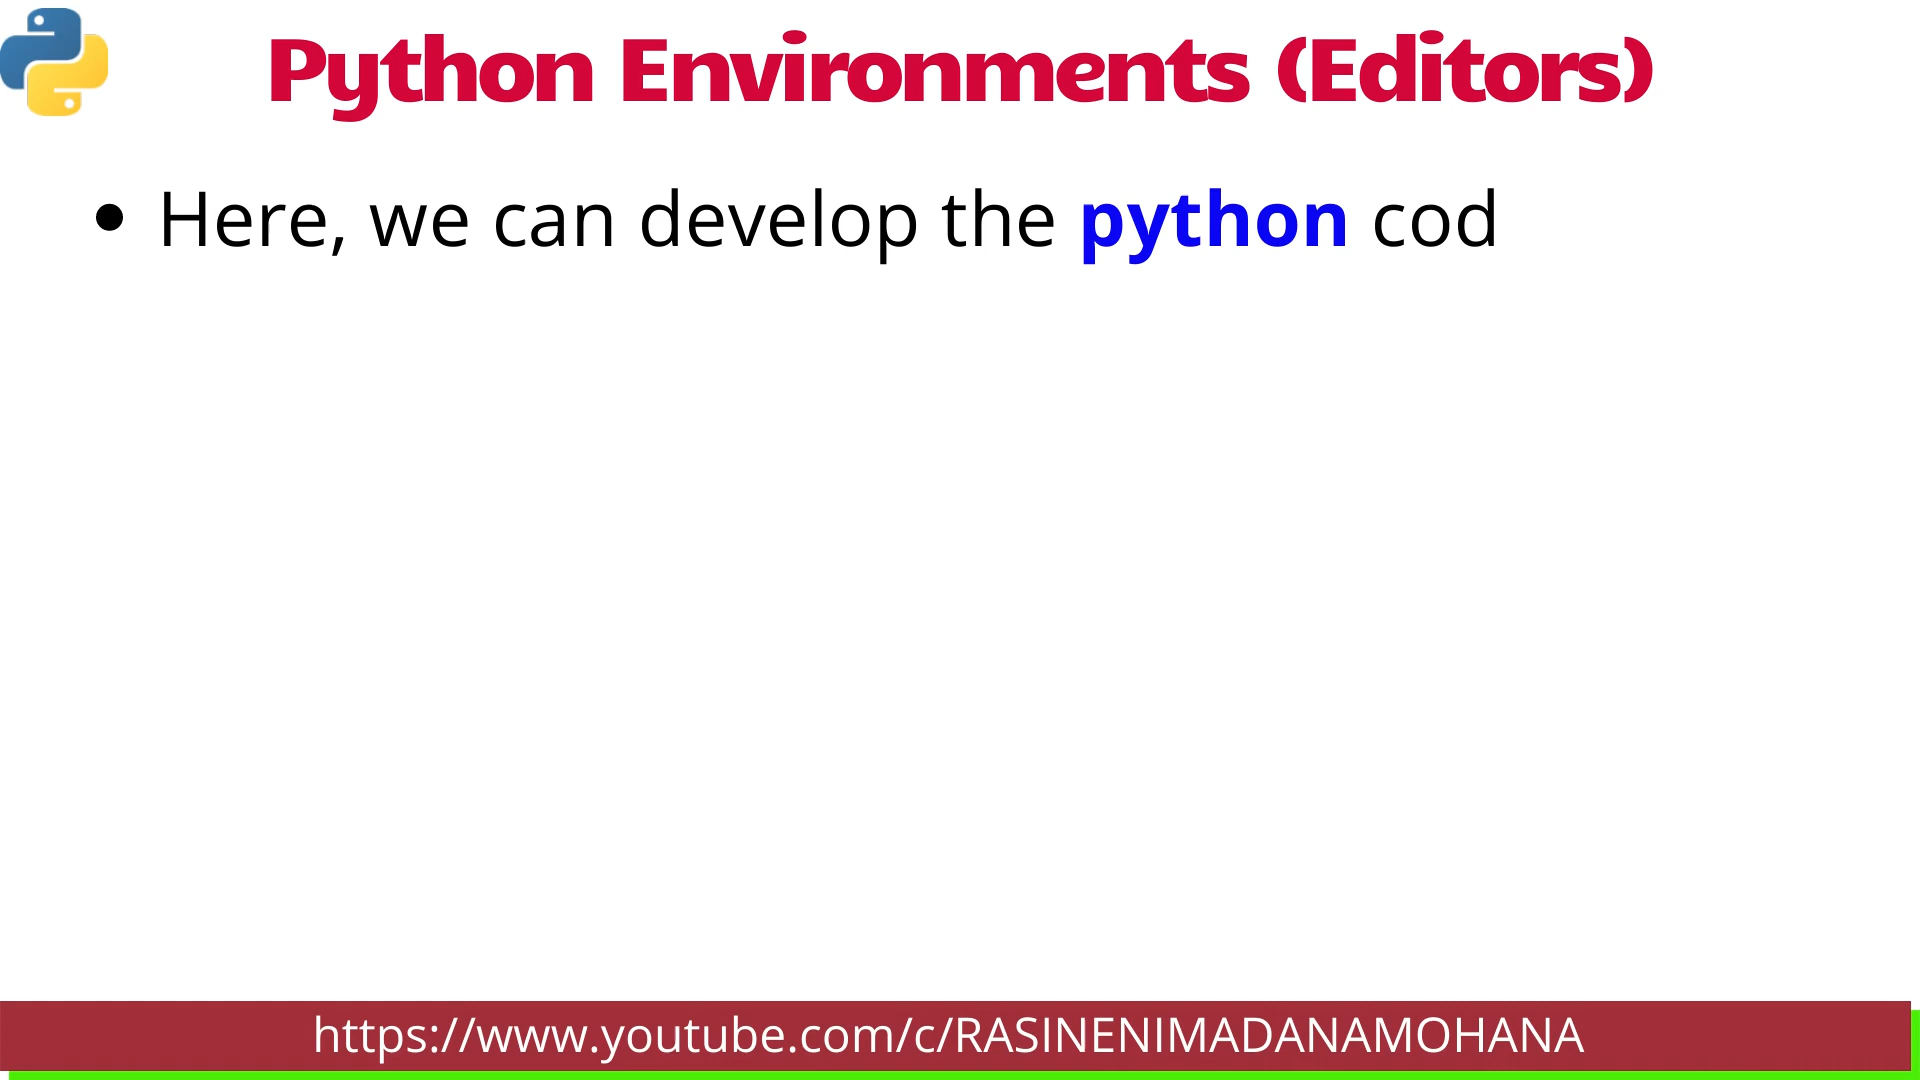 Python Environments (Editors)
• Here, we can develop the python cod
https://www.youtube.com/c/RASINENIMADANAMOHANA